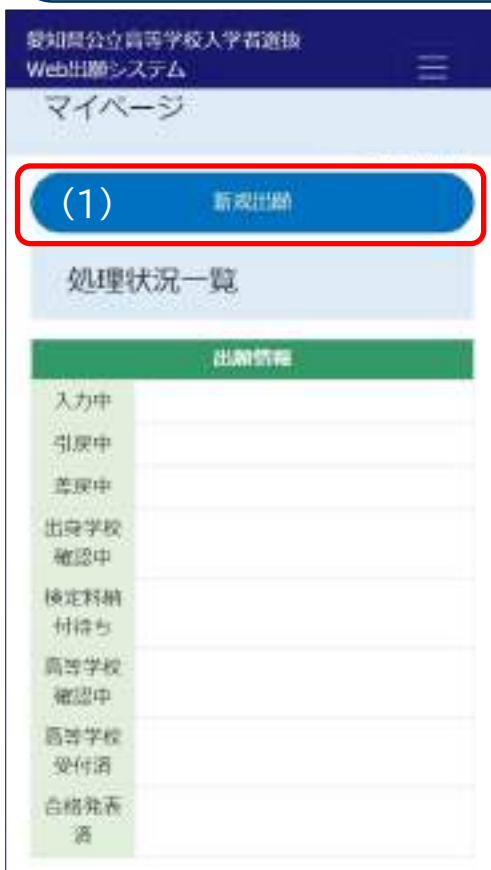 愛知県公立高等学校入学者選抜
Web出願システム
マイページ
(1)
新規出願
処理状況一覧
出願情報
入力中
引戻中
差戻中
出身学校
確認中
検定料納
付待ち
高等学校
確認中
高等学校
受付済
合格発表
済